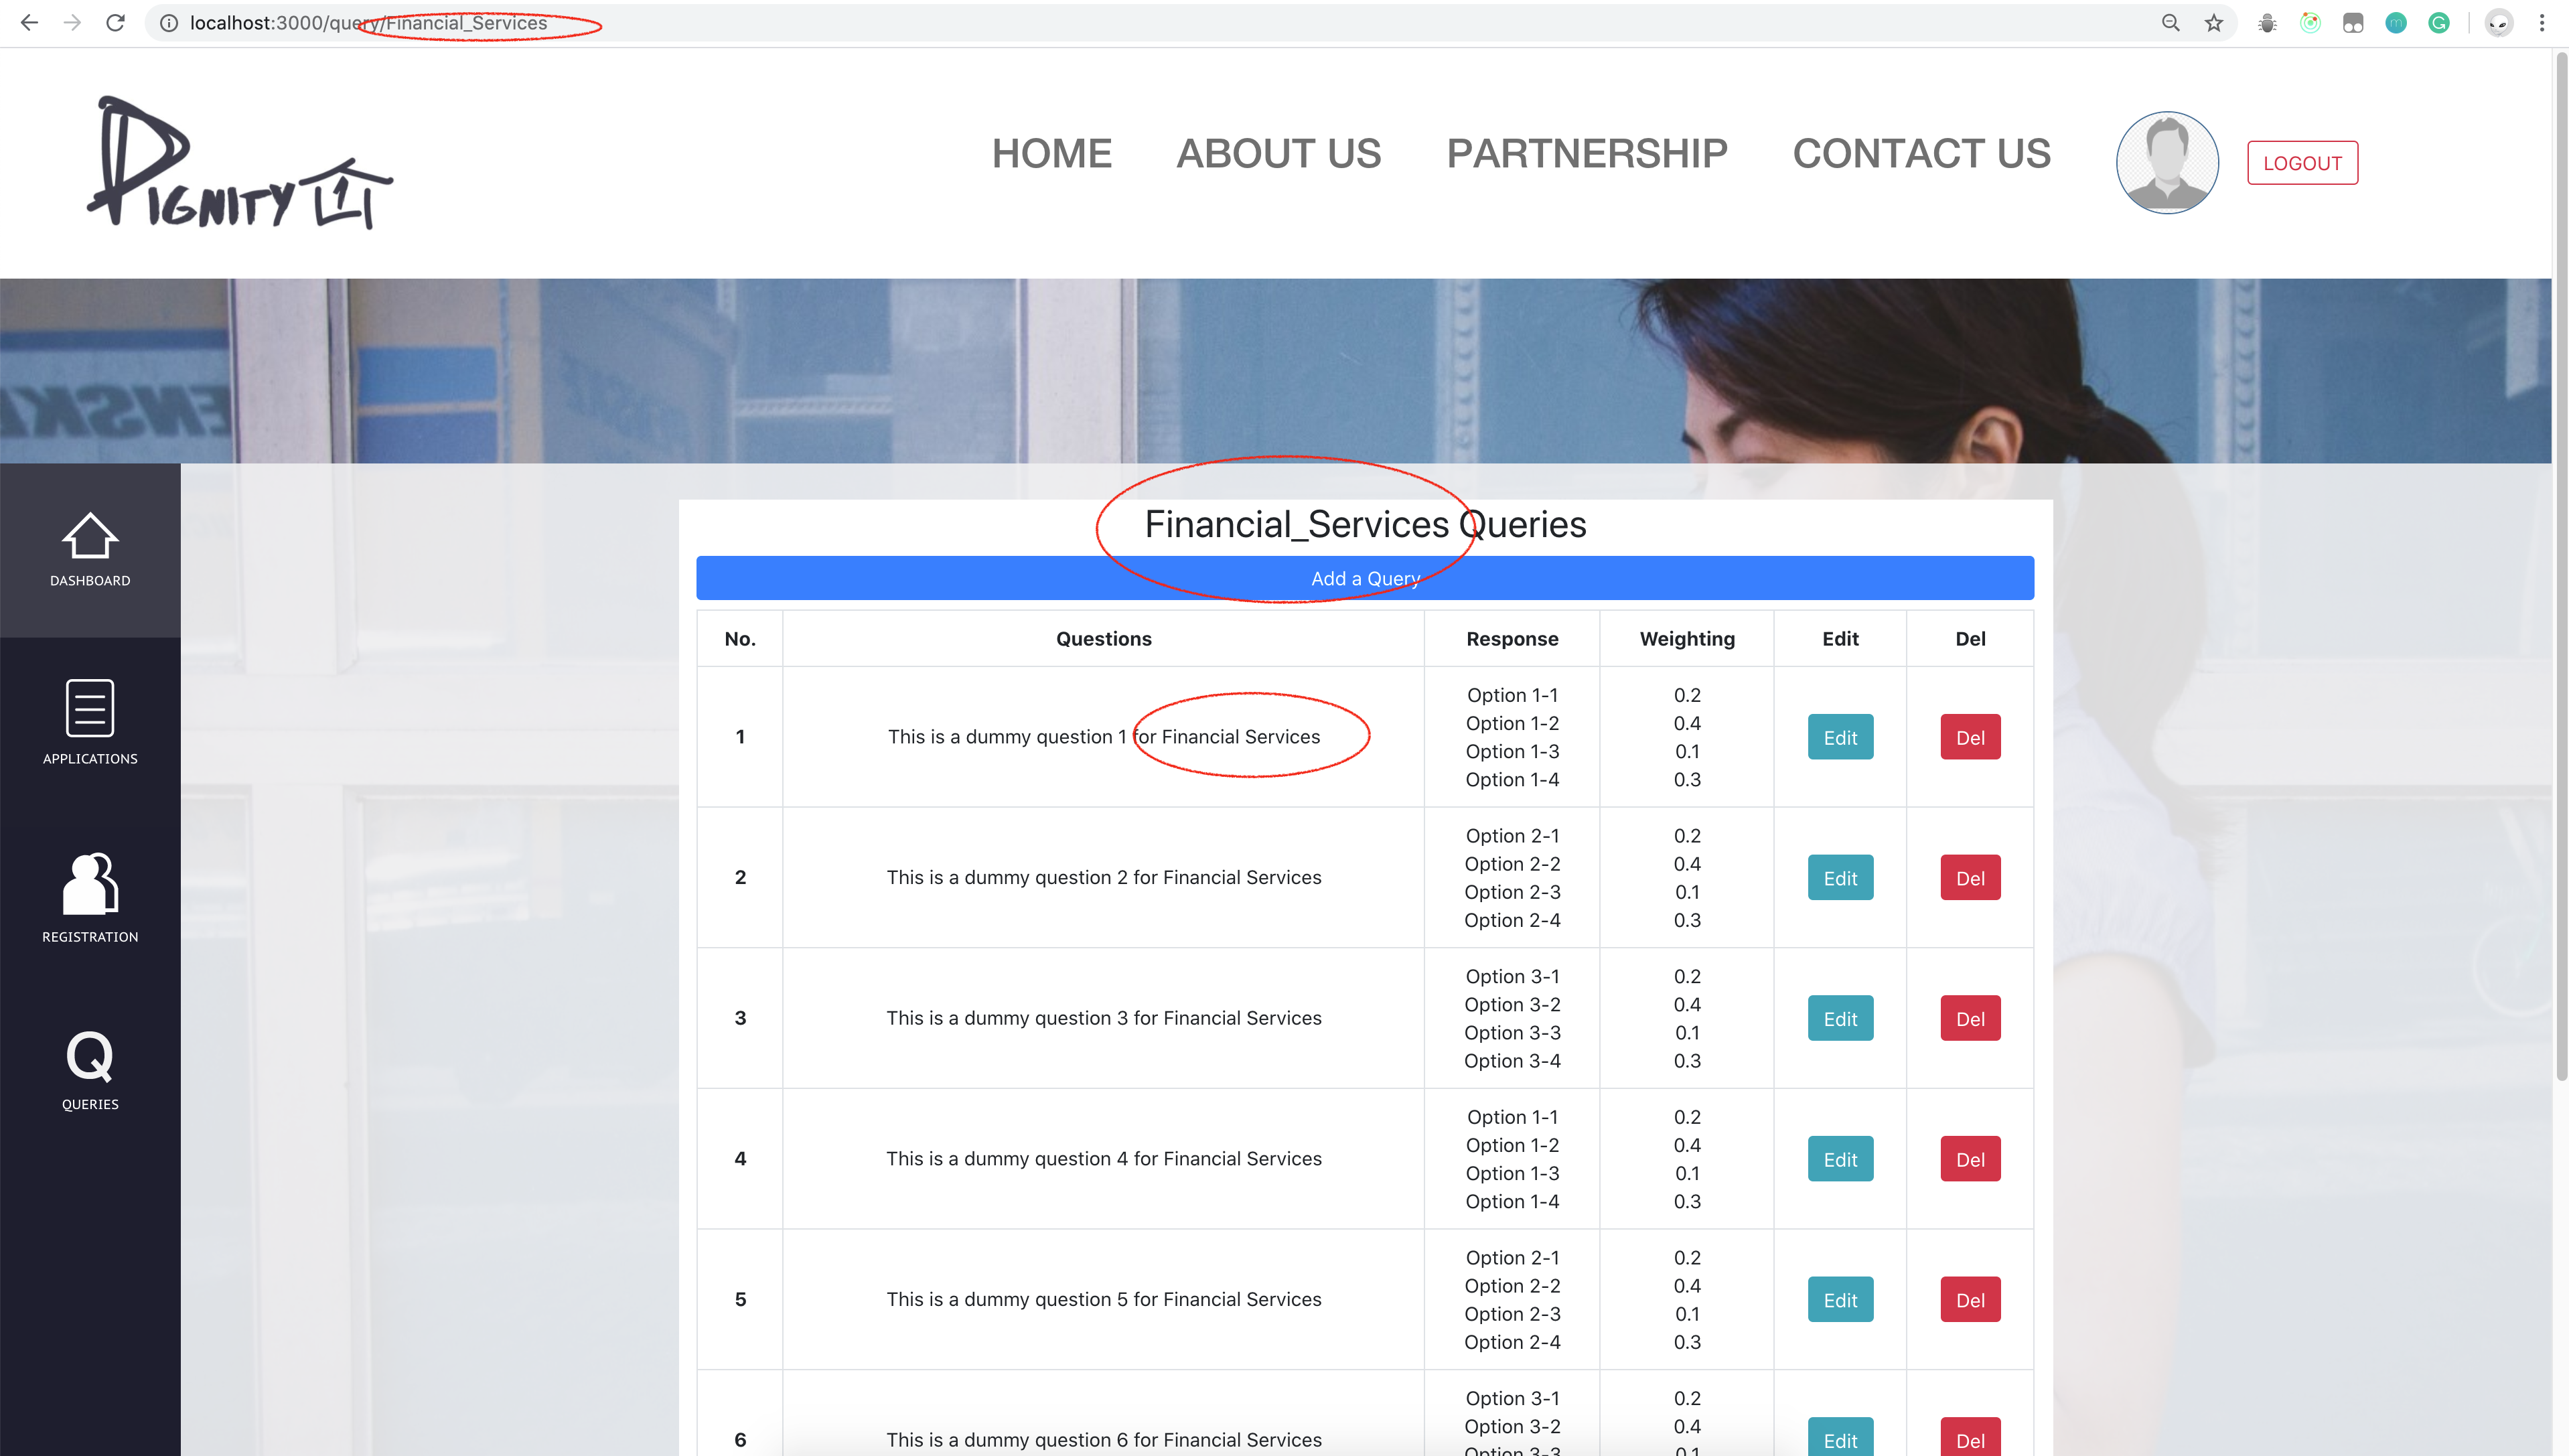 localhost:3000/query/Financial_Services
DIGNITY 1
HOME ABOUT US PARTNERSHIP CONTACT US LOGOUT
ENSKE
DASHBOARD
APPLICATIONS
REGISTRATION
Q
QUERIES
Financial_Services Queries
Add a Query
No. Questions Response Weighting Edit Del
1 This is a dummy question 1 for Financial Services Option 1-1 0.2 Edit Del
Option 1-2 0.4
Option 1-3 0.1
Option 1-4 0.3
2 This is a dummy question 2 for Financial Services Option 2-1 0.2 Edit Del
Option 2-2 0.4
Option 2-3 0.1
Option 2-4 0.3
3 This is a dummy question 3 for Financial Services Option 3-1 0.2 Edit Del
Option 3-2 0.4
Option 3-3 0.1
Option 3-4 0.3
4 This is a dummy question 4 for Financial Services Option 1-1 0.2 Edit Del
Option 1-2 0.4
Option 1-3 0.1
Option 1-4 0.3
5 This is a dummy question 5 for Financial Services Option 2-1 0.2 Edit Del
Option 2-2 0.4
Option 2-3 0.1
Option 2-4 0.3
6 This is a dummy question 6 for Financial Services Option 3-1 0.2 Edit Del
Option 3-2 0.4
Option 3-3 0.1